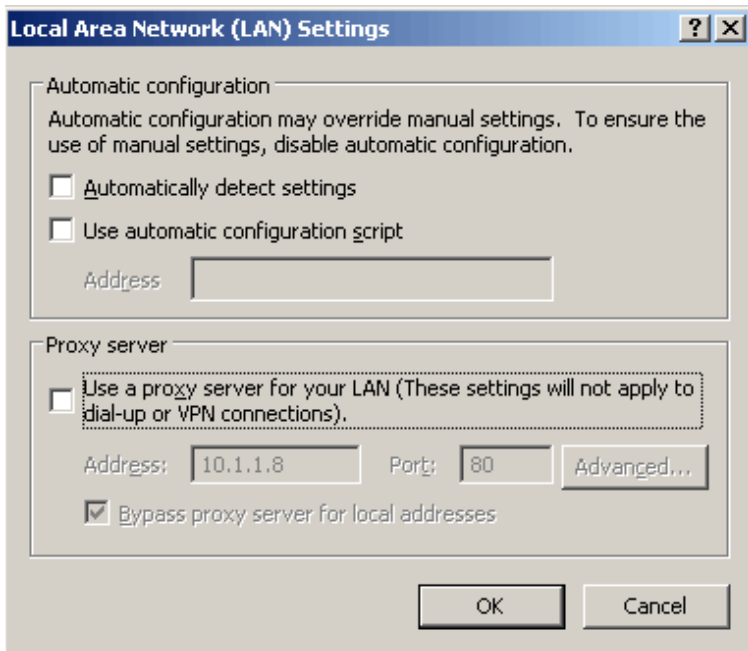 Local Area Network (LAN) Settings
Automatic configuration
Automatic configuration may override manual settings.  To ensure the
use of manual settings, disable automatic configuration.
Automatically detect settings
Use automatic configuration script
Address
Proxy server
Use a proxy server for your LAN (These settings will not apply to
dial-up or VPN connections).
Address: 10.1.1.8 Port: 80 Advanced...
Bypass proxy server for local addresses
OK Cancel